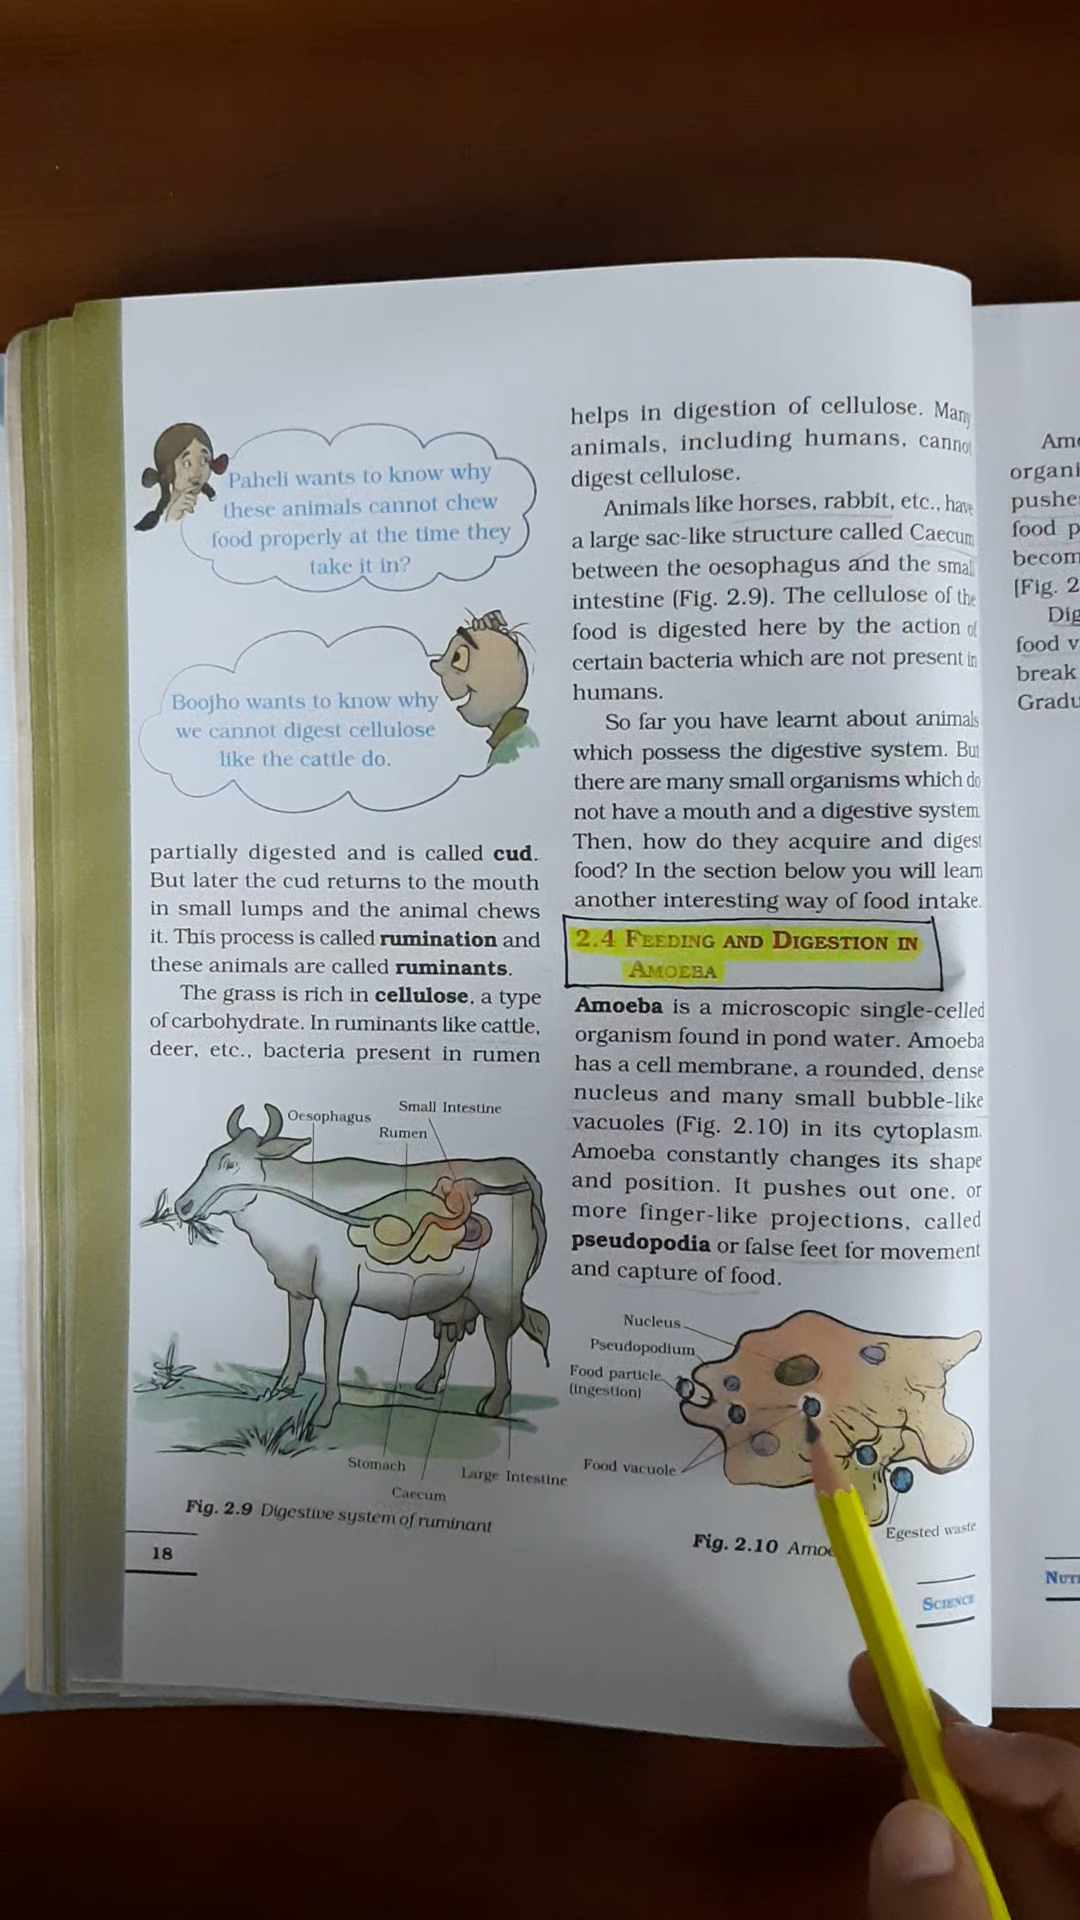 Paheli wants to know why
these animals cannot chew
food properly at the time they
take it in?
Boojho wants to know why
we cannot digest cellulose
like the cattle do.
partially digested and is called cud.
But later the cud returns to the mouth
in small lumps and the animal chews
it. This process is called rumination and
these animals are called ruminants.
The grass is rich in cellulose, a type
of carbohydrate. In ruminants like cattle,
deer, etc., bacteria present in rumen
Oesophagus
Small Intestine
Rumen
Stomach
Large Intestine
Caecum
Fig. 2.9 Digestive system of ruminant
18
helps in digestion of cellulose. Many
animals, including humans, cannot
digest cellulose.
Animals like horses, rabbit, etc., have
a large sac-like structure called Caecum
between the oesophagus and the small
intestine (Fig. 2.9). The cellulose of the
food is digested here by the action of
certain bacteria which are not present in
humans.
So far you have learnt about animals
which possess the digestive system. But
there are many small organisms which do
not have a mouth and a digestive system.
Then, how do they acquire and digest
food? In the section below you will learn
another interesting way of food intake.
2.4 FEEDING AND DIGESTION IN
AMOEBA
Amoeba is a microscopic single-celled
organism found in pond water. Amoeba
has a cell membrane, a rounded, dense
nucleus and many small bubble-like
vacuoles (Fig. 2.10) in its cytoplasm.
Amoeba constantly changes its shape
and position. It pushes out one, or
more finger-like projections, called
pseudopodia or false feet for movement
and capture of food.
Nucleus
Pseudopodium
Food particle
(ingestion)
Food vacuole
Egested waste
Fig. 2.10 Amoe
SCIENCE
Amo
organi
pushe
food p
becom
[Fig. 2
Dig
food v
break
Gradu
NUTR